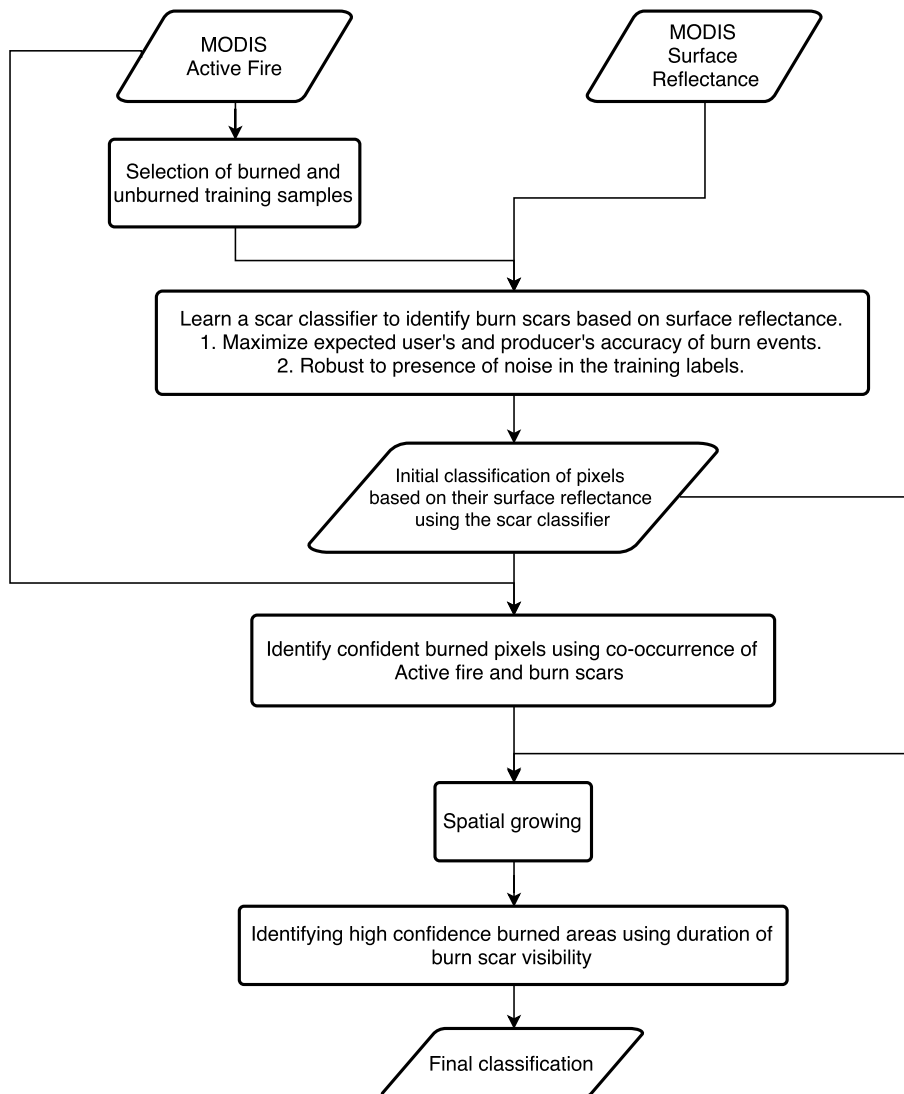 MODIS
Active Fire
MODIS
Surface
Reflectance
Selection of burned and
unburned training samples
Learn a scar classifier to identify burn scars based on surface reflectance.
1. Maximize expected user's and producer's accuracy of burn events.
2. Robust to presence of noise in the training labels.
Initial classification of pixels
based on their surface reflectance
using the scar classifier
Identify confident burned pixels using co-occurrence of
Active fire and burn scars
Spatial growing
Identifying high confidence burned areas using duration of
burn scar visibility
Final classification